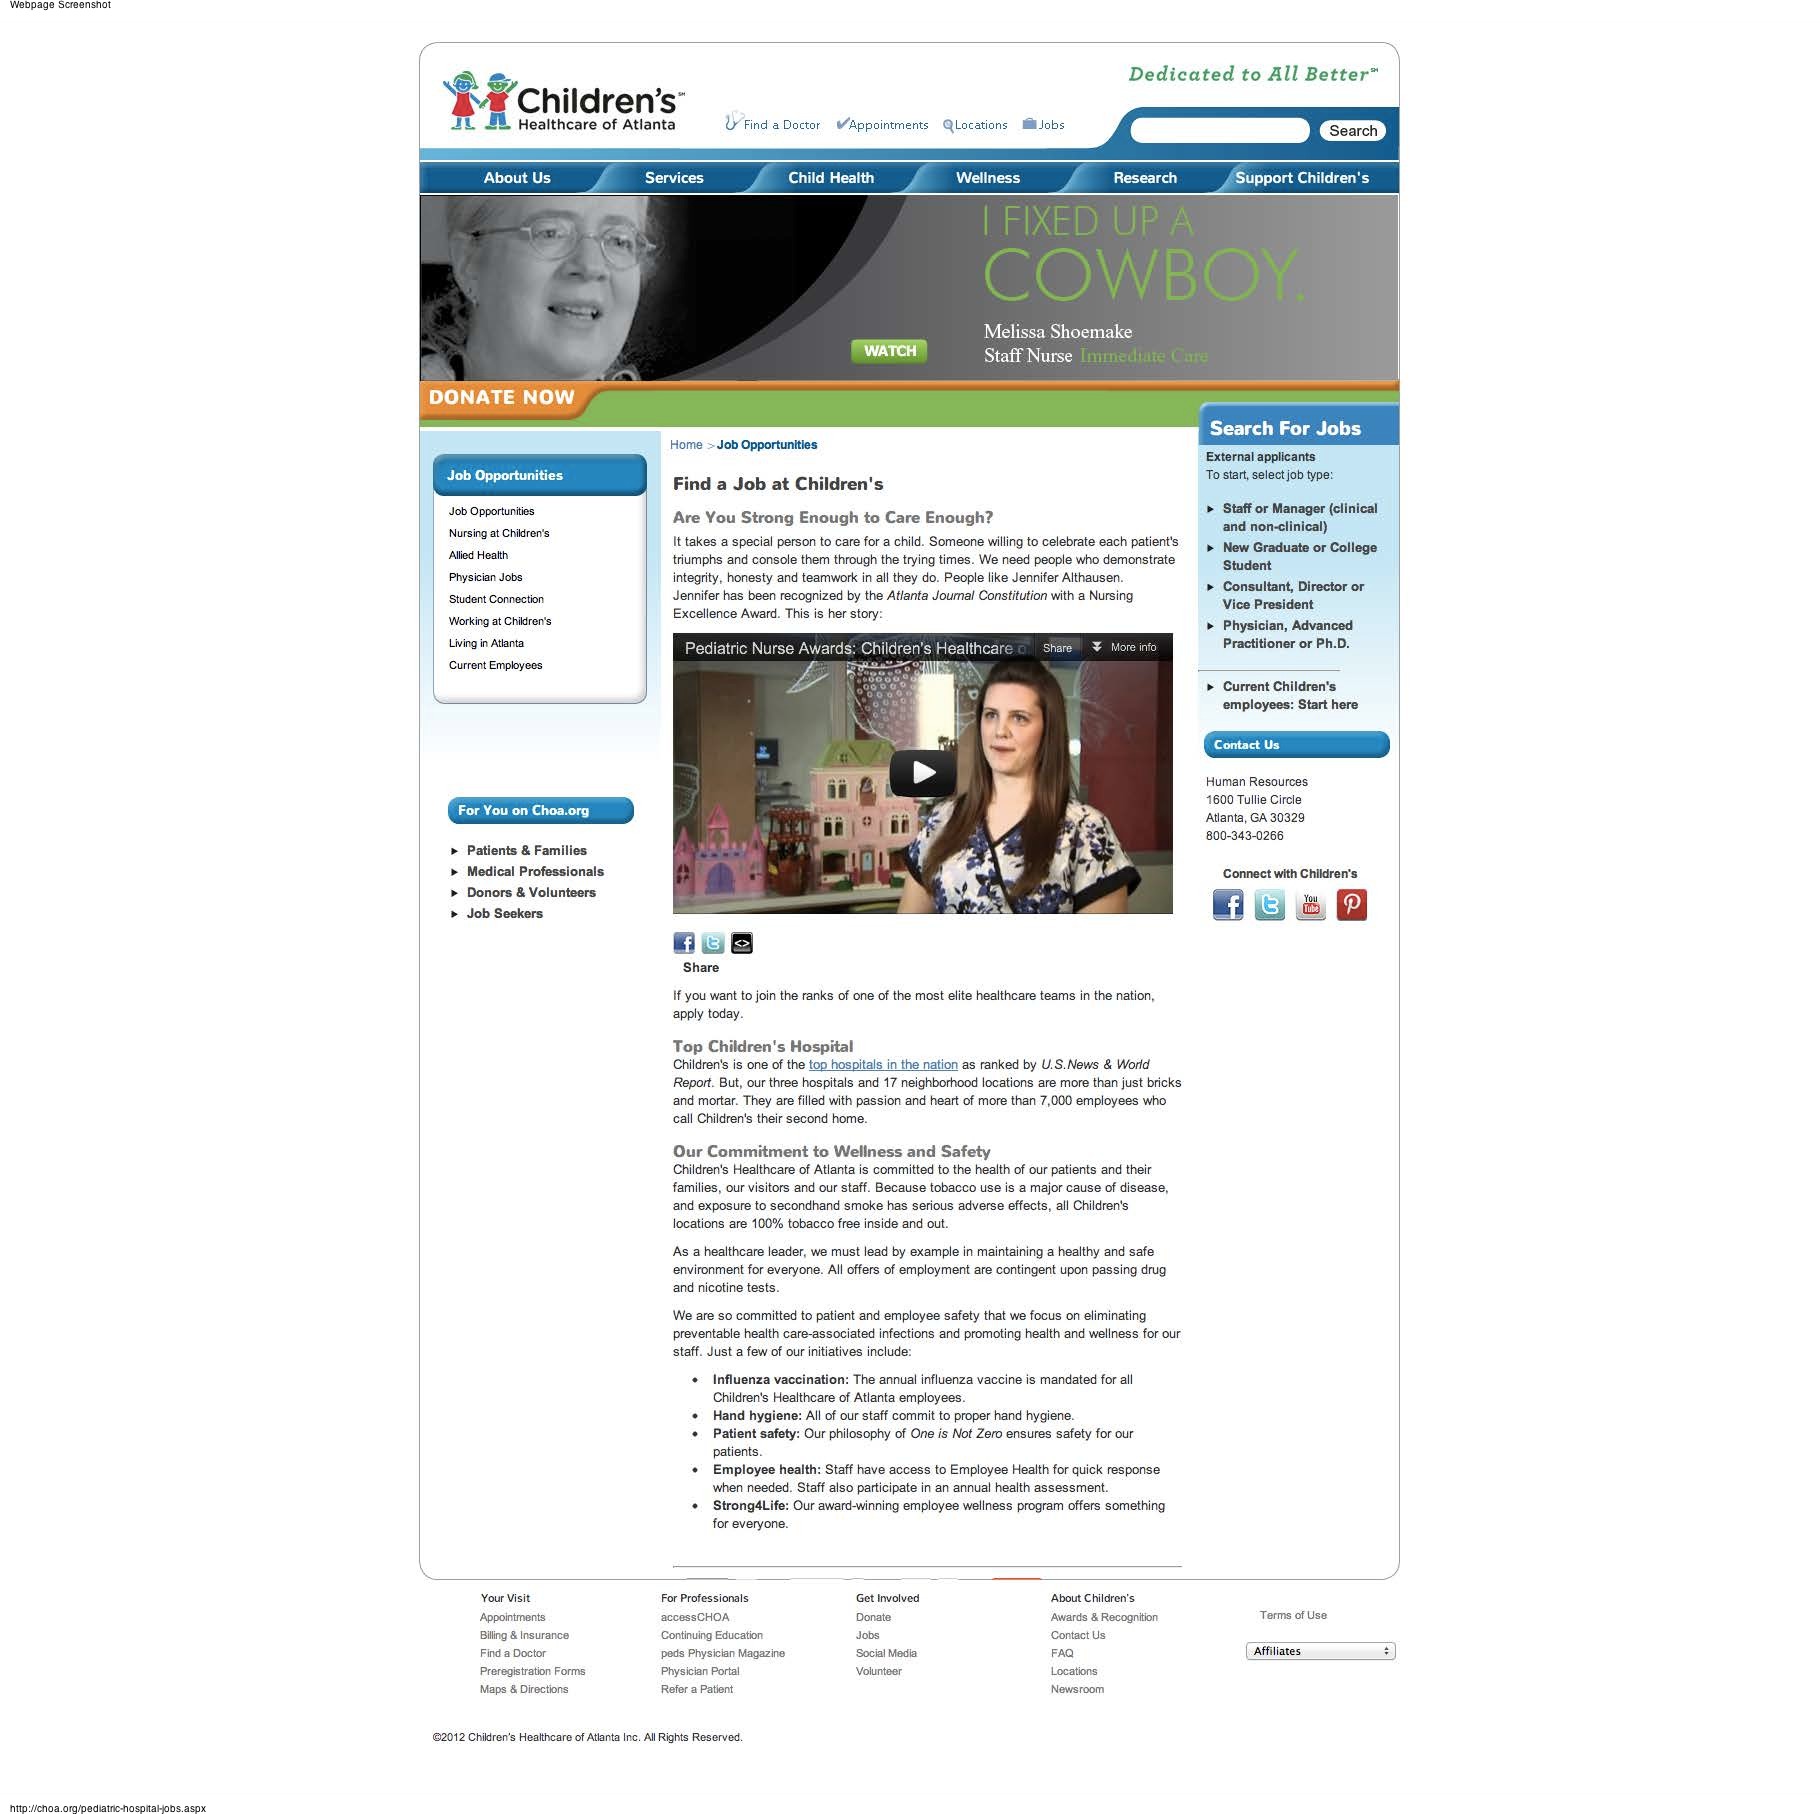 Webpage Screenshot
Dedicated to All Better℠
Children's℠
Healthcare of Atlanta
Find a Doctor Appointments Locations Jobs
Search
About Us Services Child Health Wellness Research Support Children's
I FIXED UP A
COWBOY.
Melissa Shoemake
Staff Nurse Immediate Care
WATCH
DONATE NOW
Job Opportunities
Job Opportunities
Nursing at Children's
Allied Health
Physician Jobs
Student Connection
Working at Children's
Living in Atlanta
Current Employees
For You on Choa.org
Patients & Families
Medical Professionals
Donors & Volunteers
Job Seekers
Home > Job Opportunities
Find a Job at Children's
Are You Strong Enough to Care Enough?
It takes a special person to care for a child. Someone willing to celebrate each patient's
triumphs and console them through the trying times. We need people who demonstrate
integrity, honesty and teamwork in all they do. People like Jennifer Althausen.
Jennifer has been recognized by the Atlanta Journal Constitution with a Nursing
Excellence Award. This is her story:
Pediatric Nurse Awards: Children's Healthcare o Share More info
Share
If you want to join the ranks of one of the most elite healthcare teams in the nation,
apply today.
Top Children's Hospital
Children's is one of the top hospitals in the nation as ranked by U.S.News & World
Report. But, our three hospitals and 17 neighborhood locations are more than just bricks
and mortar. They are filled with passion and heart of more than 7,000 employees who
call Children's their second home.
Our Commitment to Wellness and Safety
Children's Healthcare of Atlanta is committed to the health of our patients and their
families, our visitors and our staff. Because tobacco use is a major cause of disease,
and exposure to secondhand smoke has serious adverse effects, all Children's
locations are 100% tobacco free inside and out.
As a healthcare leader, we must lead by example in maintaining a healthy and safe
environment for everyone. All offers of employment are contingent upon passing drug
and nicotine tests.
We are so committed to patient and employee safety that we focus on eliminating
preventable health care-associated infections and promoting health and wellness for our
staff. Just a few of our initiatives include:
• Influenza vaccination: The annual influenza vaccine is mandated for all
Children's Healthcare of Atlanta employees.
• Hand hygiene: All of our staff commit to proper hand hygiene.
• Patient safety: Our philosophy of One is Not Zero ensures safety for our
patients.
• Employee health: Staff have access to Employee Health for quick response
when needed. Staff also participate in an annual health assessment.
• Strong4Life: Our award-winning employee wellness program offers something
for everyone.
Search For Jobs
External applicants
To start, select job type:
Staff or Manager (clinical
and non-clinical)
New Graduate or College
Student
Consultant, Director or
Vice President
Physician, Advanced
Practitioner or Ph.D.
Current Children's
employees: Start here
Contact Us
Human Resources
1600 Tullie Circle
Atlanta, GA 30329
800-343-0266
Connect with Children's
You Tube
Your Visit
Appointments
Billing & Insurance
Find a Doctor
Preregistration Forms
Maps & Directions
For Professionals
accessCHOA
Continuing Education
peds Physician Magazine
Physician Portal
Refer a Patient
Get Involved
Donate
Jobs
Social Media
Volunteer
About Children's
Awards & Recognition
Contact Us
FAQ
Locations
Newsroom
Terms of Use
Affiliates
©2012 Children's Healthcare of Atlanta Inc. All Rights Reserved.
http://choa.org/pediatric-hospital-jobs.aspx